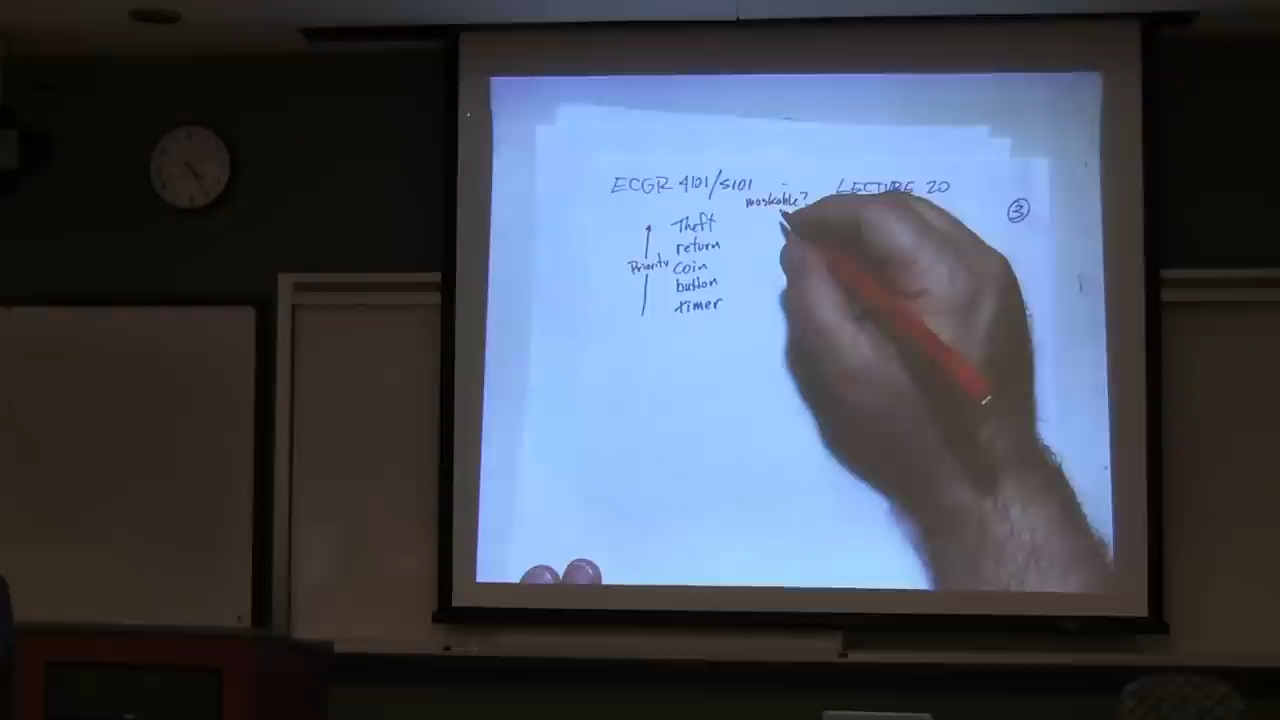 ECGR 4101/5101 LECTURE 20
maskable?
3
Theft
return
Priority coin
button
timer